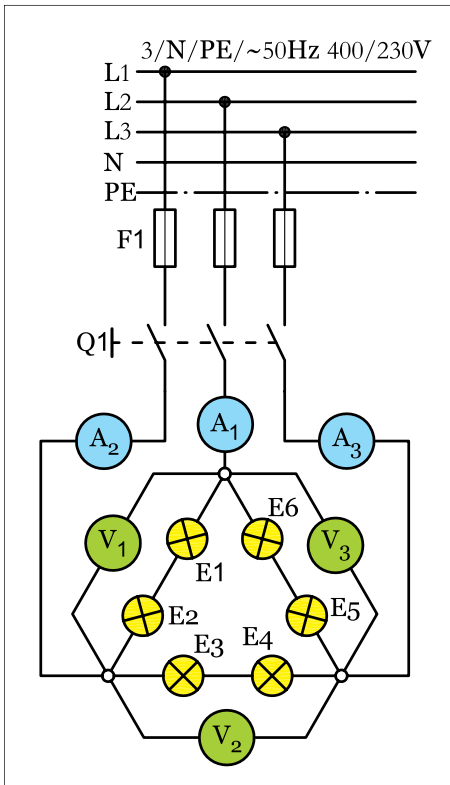 3/N/PE/~50Hz 400/230V
L1
L2
L3
N
PE
F1
Q1
A1
A2
A3
E6
V1
V3
E1
E2
E5
E3
E4
V2